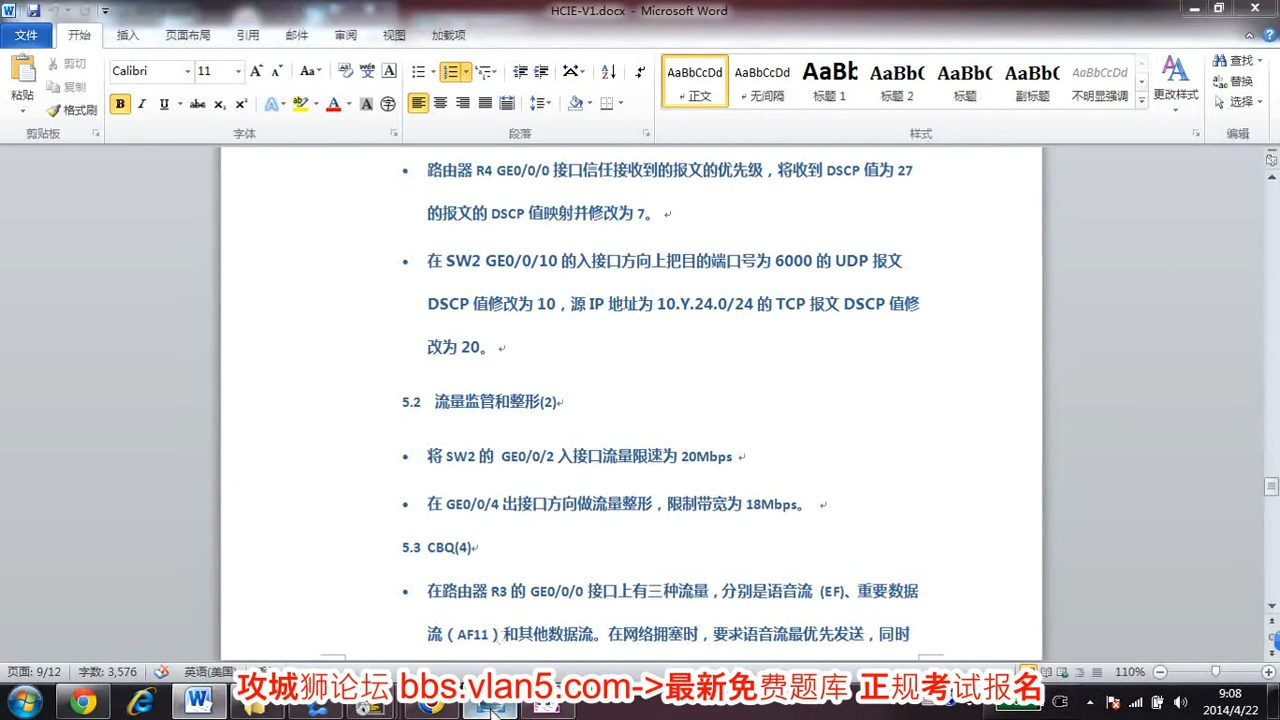 HCIE-V1.docx - Microsoft Word
文件 开始 插入 页面布局 引用 邮件 审阅 视图 加载项
粘贴 剪切 复制 格式刷
Calibri 11
AaBbCcDd AaBbCcDd AaBb AaBbC AaBbC AaBbC AaBbCcDd
正文 无间隔 标题 1 标题 2 标题 副标题 不明显强调
更改样式 查找 替换 选择
剪贴板 字体 段落 样式 编辑
• 路由器 R4 GE0/0/0 接口信任接收到的报文的优先级，将收到 DSCP 值为 27
的报文的 DSCP 值映射并修改为 7。
• 在 SW2 GE0/0/10 的入接口方向上把目的端口号为 6000 的 UDP 报文
DSCP 值修改为 10，源 IP 地址为 10.Y.24.0/24 的 TCP 报文 DSCP 值修
改为 20。
5.2 流量监管和整形(2)
• 将 SW2 的 GE0/0/2 入接口流量限速为 20Mbps
• 在 GE0/0/4 出接口方向做流量整形，限制带宽为 18Mbps。
5.3 CBQ(4)
• 在路由器 R3 的 GE0/0/0 接口上有三种流量，分别是语音流 (EF)、重要数据
流（AF11）和其他数据流。在网络拥塞时，要求语音流最优先发送，同时
页面: 9/12 字数: 3,576 英语(美国) 110%
攻城狮论坛 bbs.vlan5.com->最新免费题库 正规考试报名
9:08
2014/4/22